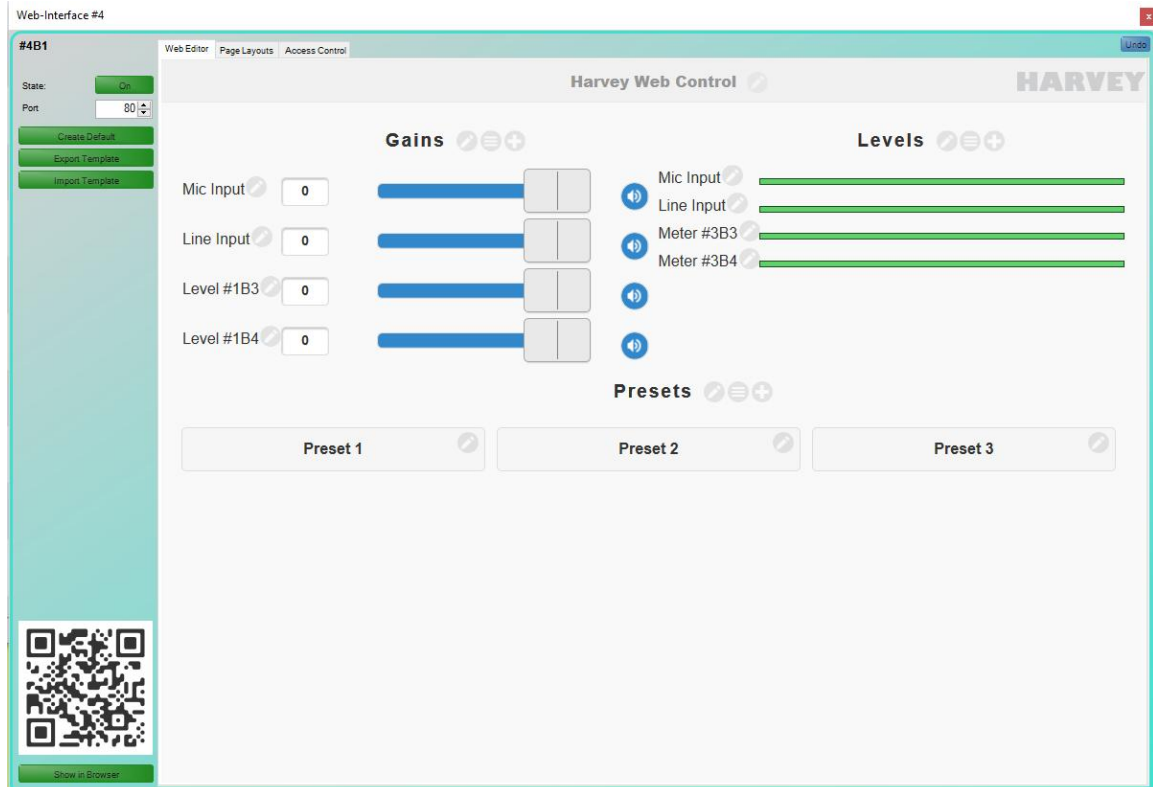 Web-Interface #4
x
#4B1
Web Editor Page Layouts Access Control
Undo
State: On
Port 80
Create Default
Export Template
Import Template
Harvey Web Control
HARVEY
Gains
Mic Input 0
Line Input 0
Level #1B3 0
Level #1B4 0
Levels
Mic Input
Line Input
Meter #3B3
Meter #3B4
Presets
Preset 1
Preset 2
Preset 3
Show in Browser